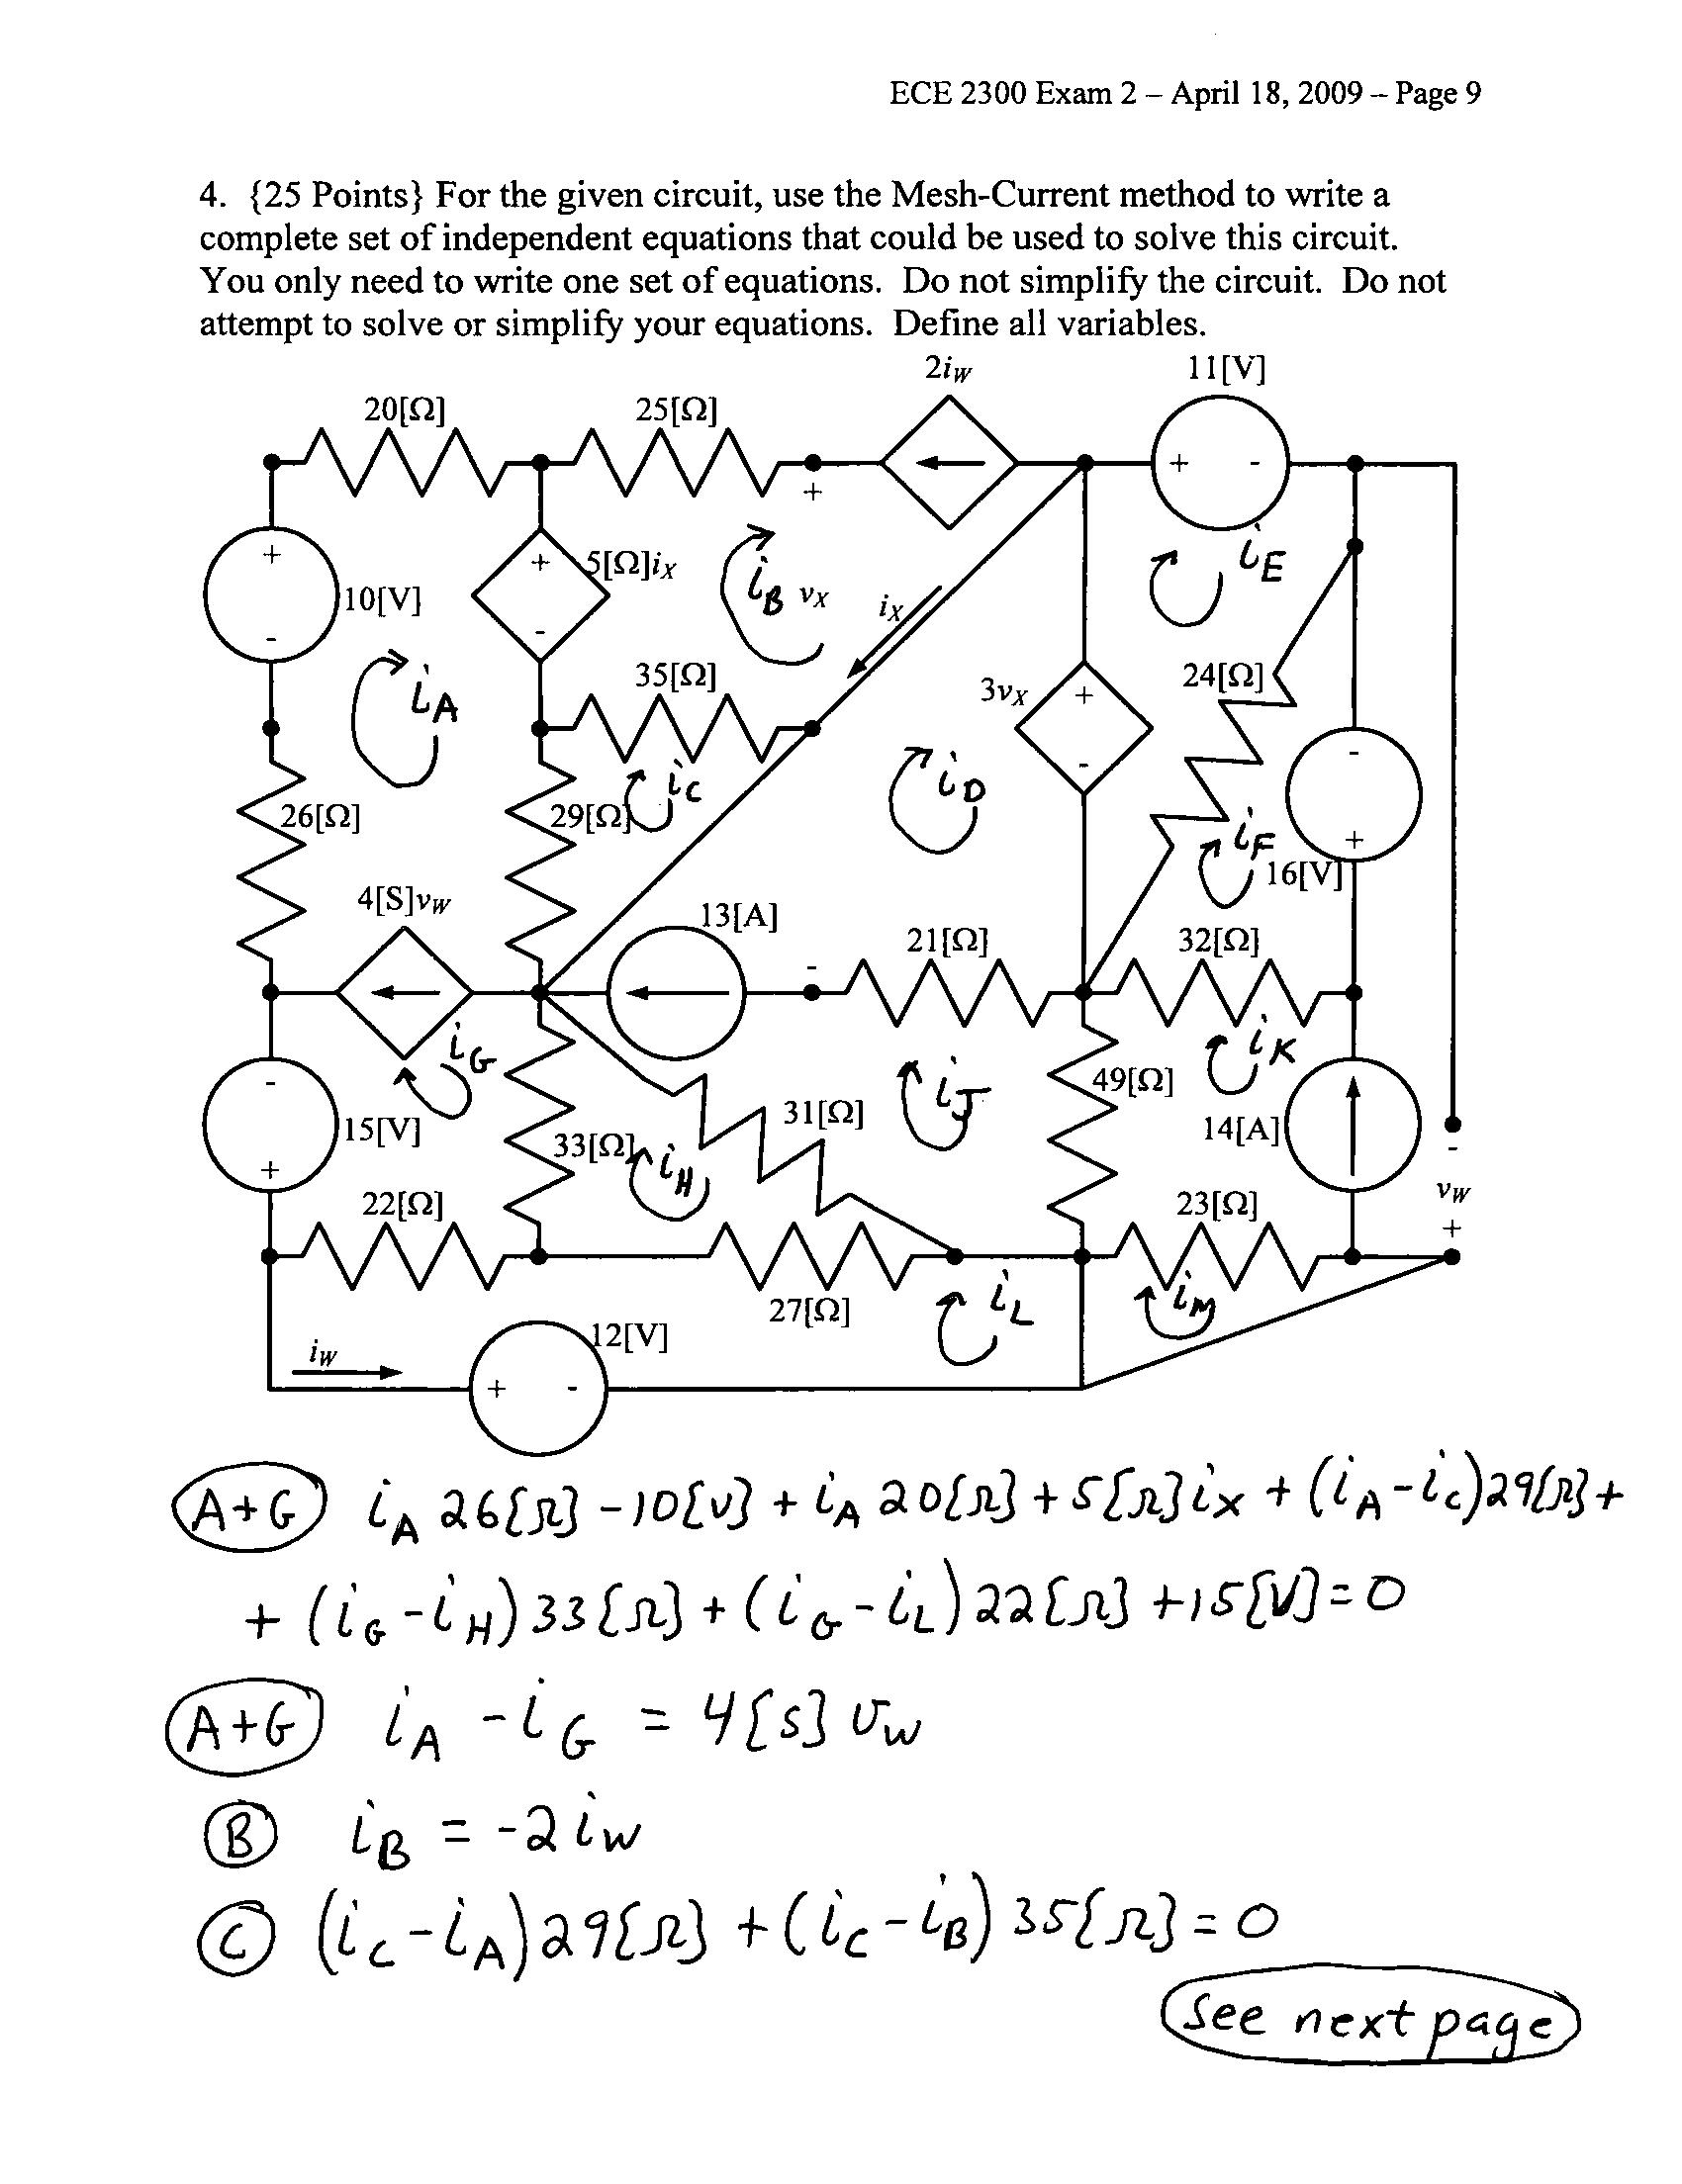 ECE 2300 Exam 2 – April 18, 2009 – Page 9
4. {25 Points} For the given circuit, use the Mesh-Current method to write a
complete set of independent equations that could be used to solve this circuit.
You only need to write one set of equations. Do not simplify the circuit. Do not
attempt to solve or simplify your equations. Define all variables.
2iW
11[V]
20[Ω]
25[Ω]
+ -
+
+
+
5[Ω]iX
iE
10[V]
iB
vX
iX
-
-
iA
35[Ω]
24[Ω]
3vX
+
-
iC
iD
-
26[Ω]
29[Ω]
iF
+
16[V]
4[S]vW
13[A]
21[Ω]
32[Ω]
-
iG
iK
-
iJ
49[Ω]
15[V]
31[Ω]
14[A]
+
33[Ω]
iH
-
vW
+
22[Ω]
23[Ω]
27[Ω]
iL
iM
12[V]
iW
+ -
A+G iA 26[Ω] -10[V] + iA 20[Ω] + 5[Ω]iX + (iA-iC)29[Ω]+
+ (iG-iH)33[Ω] + (iG-iL)22[Ω] +15[V]=0
A+G iA - iG = 4[S] vW
B iB = -2iW
C (iC-iA)29[Ω] + (iC-iB)35[Ω]=0
See next page